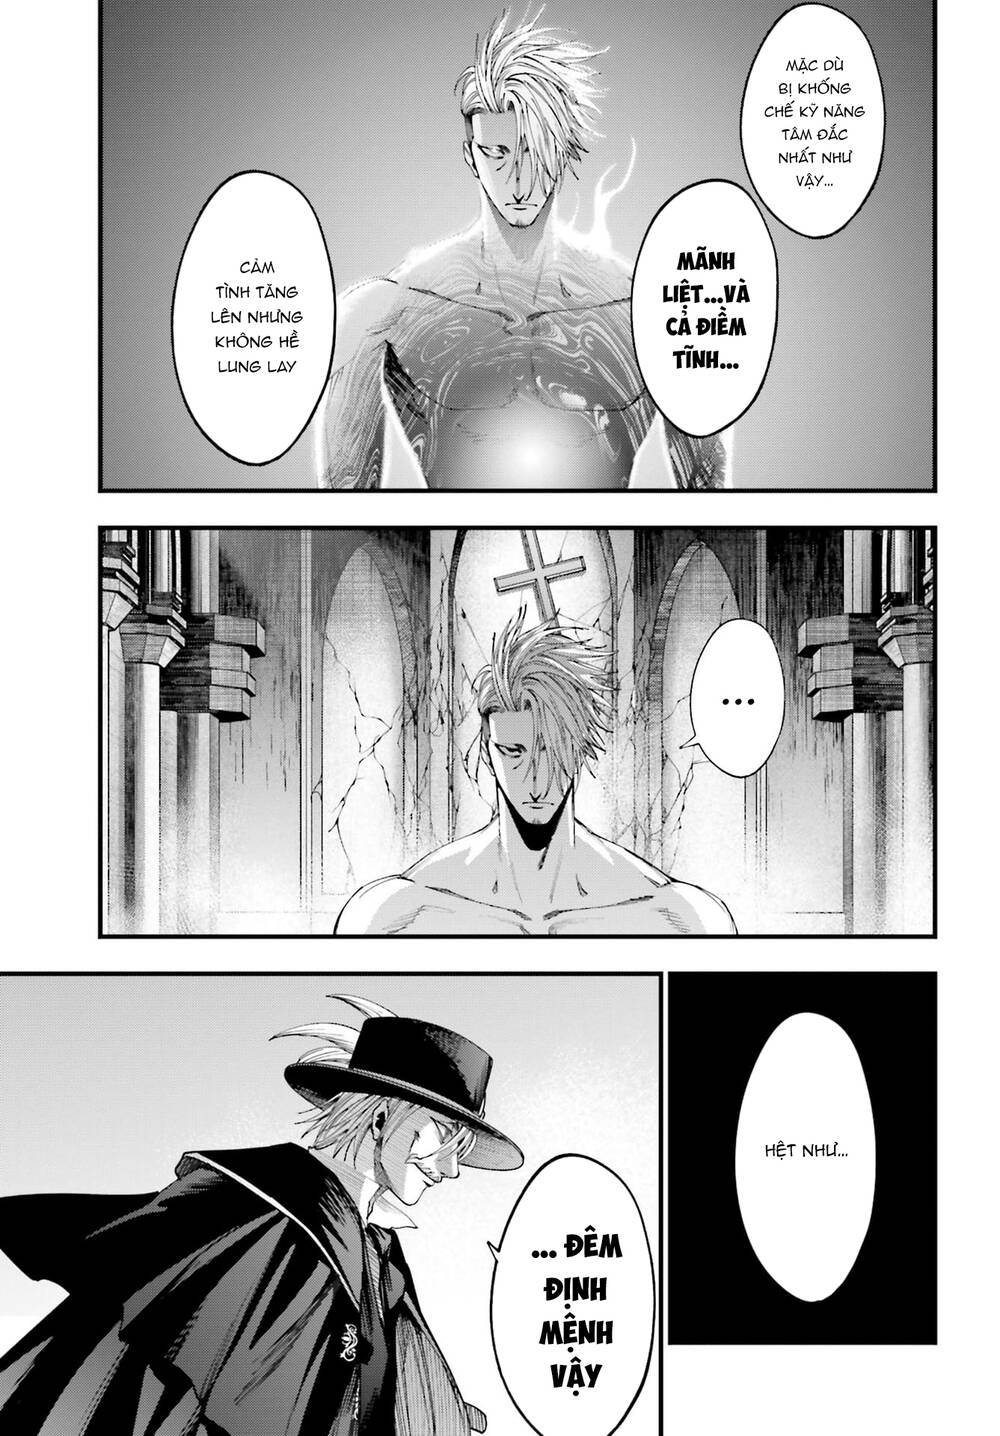 MẶC DÙ
BỊ KHỐNG
CHẾ KỸ NĂNG
TÂM ĐẮC
NHẤT NHƯ
VẬY...
MÃNH
LIỆT...VÀ
CẢ ĐIỀM
TĨNH...
CẢM
TÌNH TĂNG
LÊN NHƯNG
KHÔNG HỀ
LUNG LAY
...
HỆT NHƯ...
... ĐÊM
ĐỊNH
MỆNH
VẬY